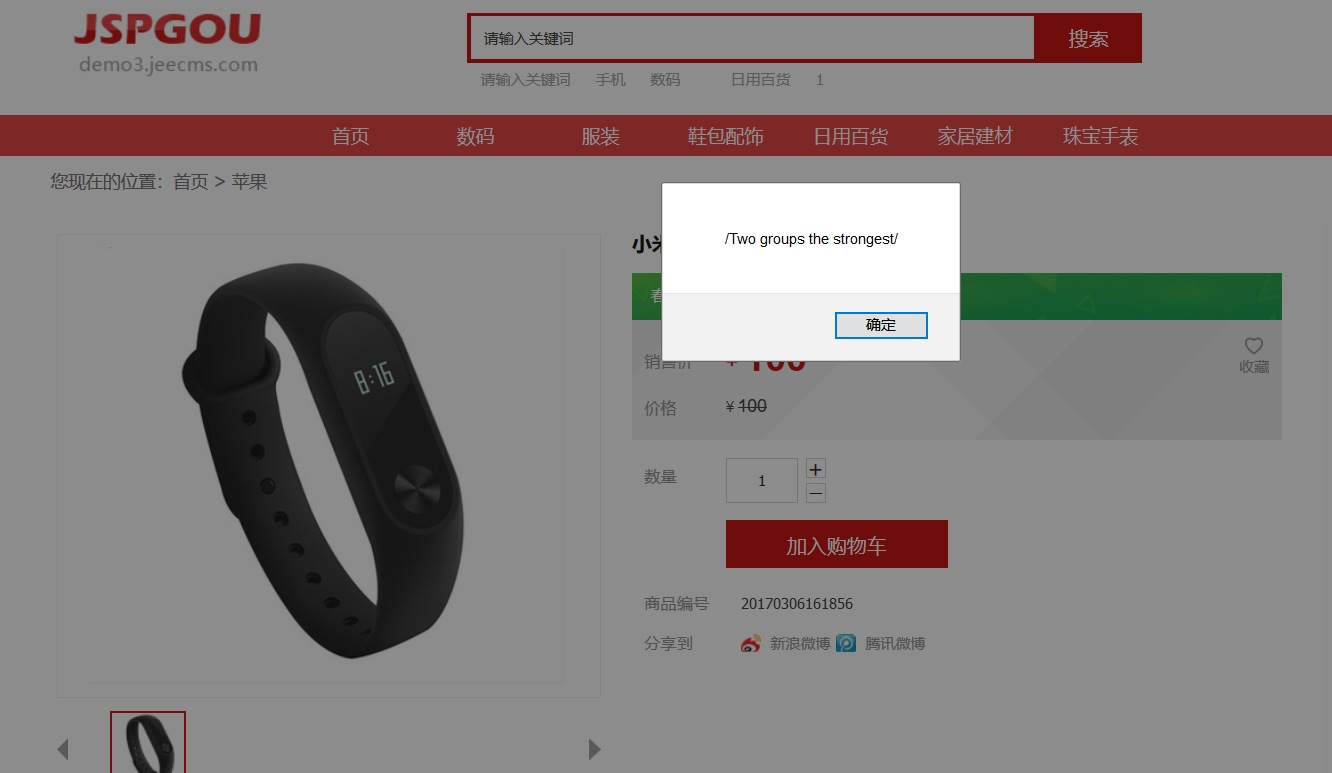 JSPGOU
demo3.jeecms.com
请输入关键词
搜索
请输入关键词 手机 数码 日用百货 1
首页 数码 服装 鞋包配饰 日用百货 家居建材 珠宝手表
您现在的位置：首页 > 苹果
/Two groups the strongest/
确定
8:16
小
销售价 ¥ 100
收藏
价格 ¥ 100
数量 1 + —
加入购物车
商品编号 20170306161856
分享到 新浪微博 腾讯微博